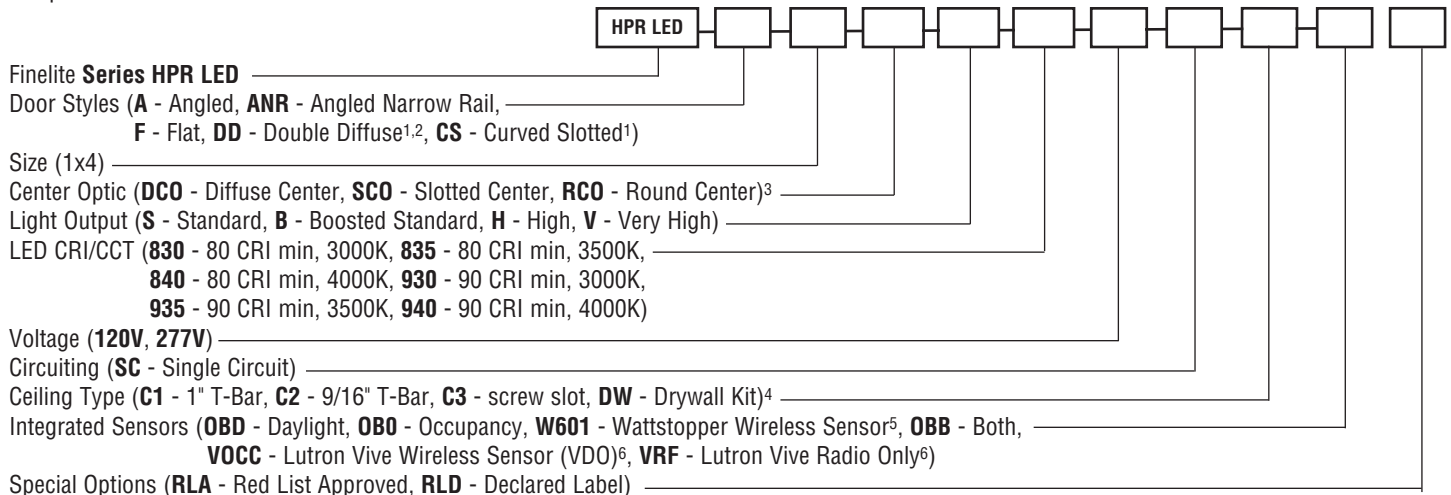 HPR LED
Finelite Series HPR LED
Door Styles (A - Angled, ANR - Angled Narrow Rail,
F - Flat, DD - Double Diffuse1,2, CS - Curved Slotted1)
Size (1x4)
Center Optic (DCO - Diffuse Center, SCO - Slotted Center, RCO - Round Center)3
Light Output (S - Standard, B - Boosted Standard, H - High, V - Very High)
LED CRI/CCT (830 - 80 CRI min, 3000K, 835 - 80 CRI min, 3500K,
840 - 80 CRI min, 4000K, 930 - 90 CRI min, 3000K,
935 - 90 CRI min, 3500K, 940 - 90 CRI min, 4000K)
Voltage (120V, 277V)
Circuiting (SC - Single Circuit)
Ceiling Type (C1 - 1" T-Bar, C2 - 9/16" T-Bar, C3 - screw slot, DW - Drywall Kit)4
Integrated Sensors (OBD - Daylight, OBO - Occupancy, W601 - Wattstopper Wireless Sensor5, OBB - Both,
VOCC - Lutron Vive Wireless Sensor (VDO)6, VRF - Lutron Vive Radio Only6)
Special Options (RLA - Red List Approved, RLD - Declared Label)